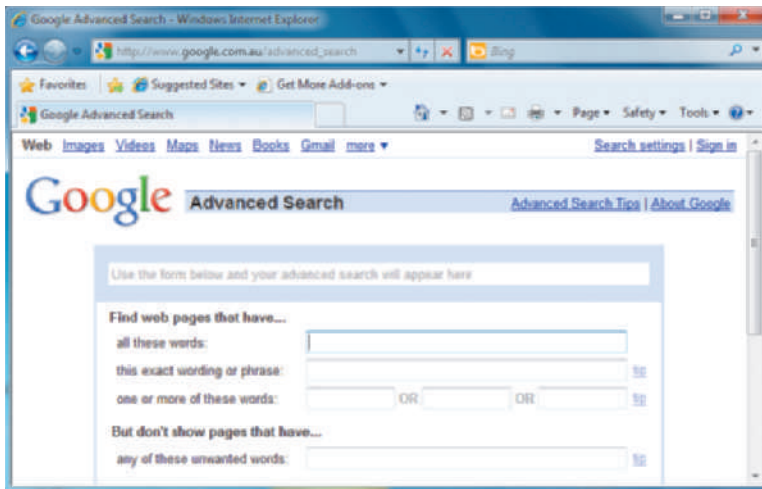 Google Advanced Search - Windows Internet Explorer
http://www.google.com.au/advanced_search Bing
Favorites Suggested Sites Get More Add-ons
Google Advanced Search Page Safety Tools
Web Images Videos Maps News Books Gmail more Search settings | Sign in
Google Advanced Search Advanced Search Tips | About Google
Use the form below and your advanced search will appear here
Find web pages that have...
all these words:
this exact wording or phrase: tip
one or more of these words: OR OR tip
But don't show pages that have...
any of these unwanted words: tip